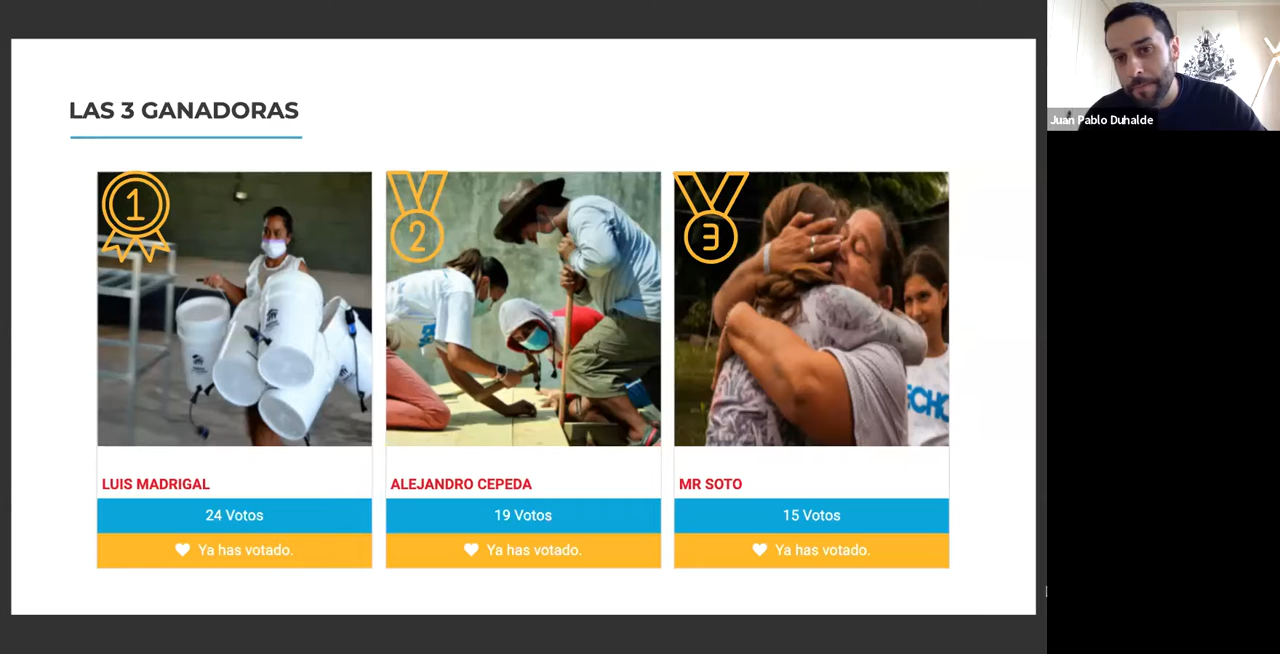 LAS 3 GANADORAS
1
2
3
ECHO
LUIS MADRIGAL
ALEJANDRO CEPEDA
MR SOTO
24 Votos
19 Votos
15 Votos
Ya has votado.
Ya has votado.
Ya has votado.
Juan Pablo Duhalde